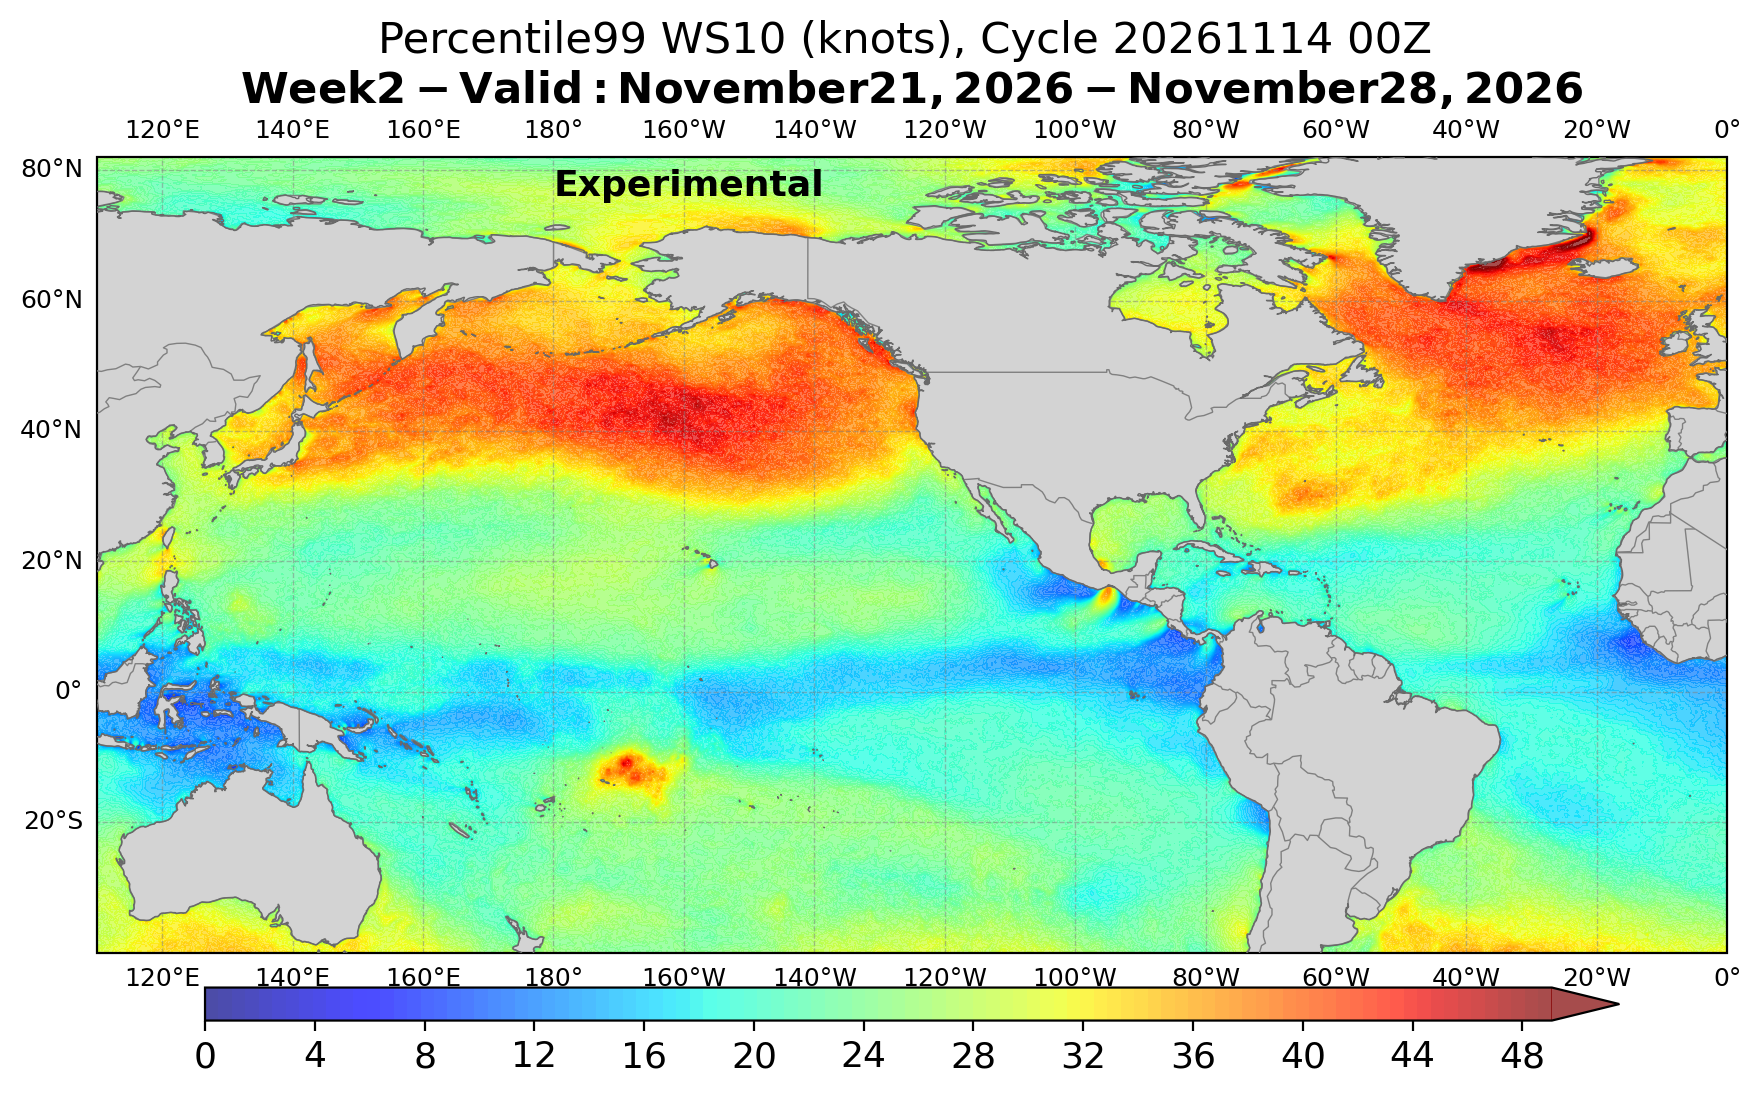 Percentile99 WS10 (knots), Cycle 20261114 00Z
Week2 − Valid : November21, 2026 − November28, 2026
120°E 140°E 160°E 180° 160°W 140°W 120°W 100°W 80°W 60°W 40°W 20°W 0°
80°N
Experimental
60°N
40°N
20°N
0°
20°S
120°E 140°E 160°E 180° 160°W 140°W 120°W 100°W 80°W 60°W 40°W 20°W 0°
0 4 8 12 16 20 24 28 32 36 40 44 48